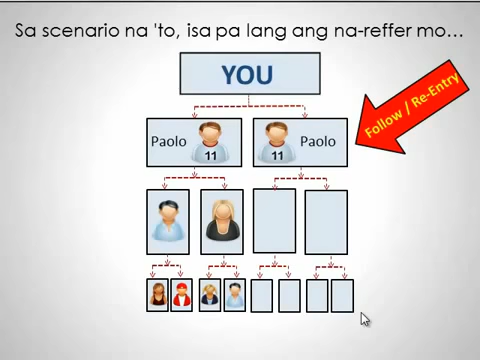 Sa scenario na 'to, isa pa lang ang na-reffer mo...
YOU
Follow / Re-Entry
Paolo 11
11 Paolo